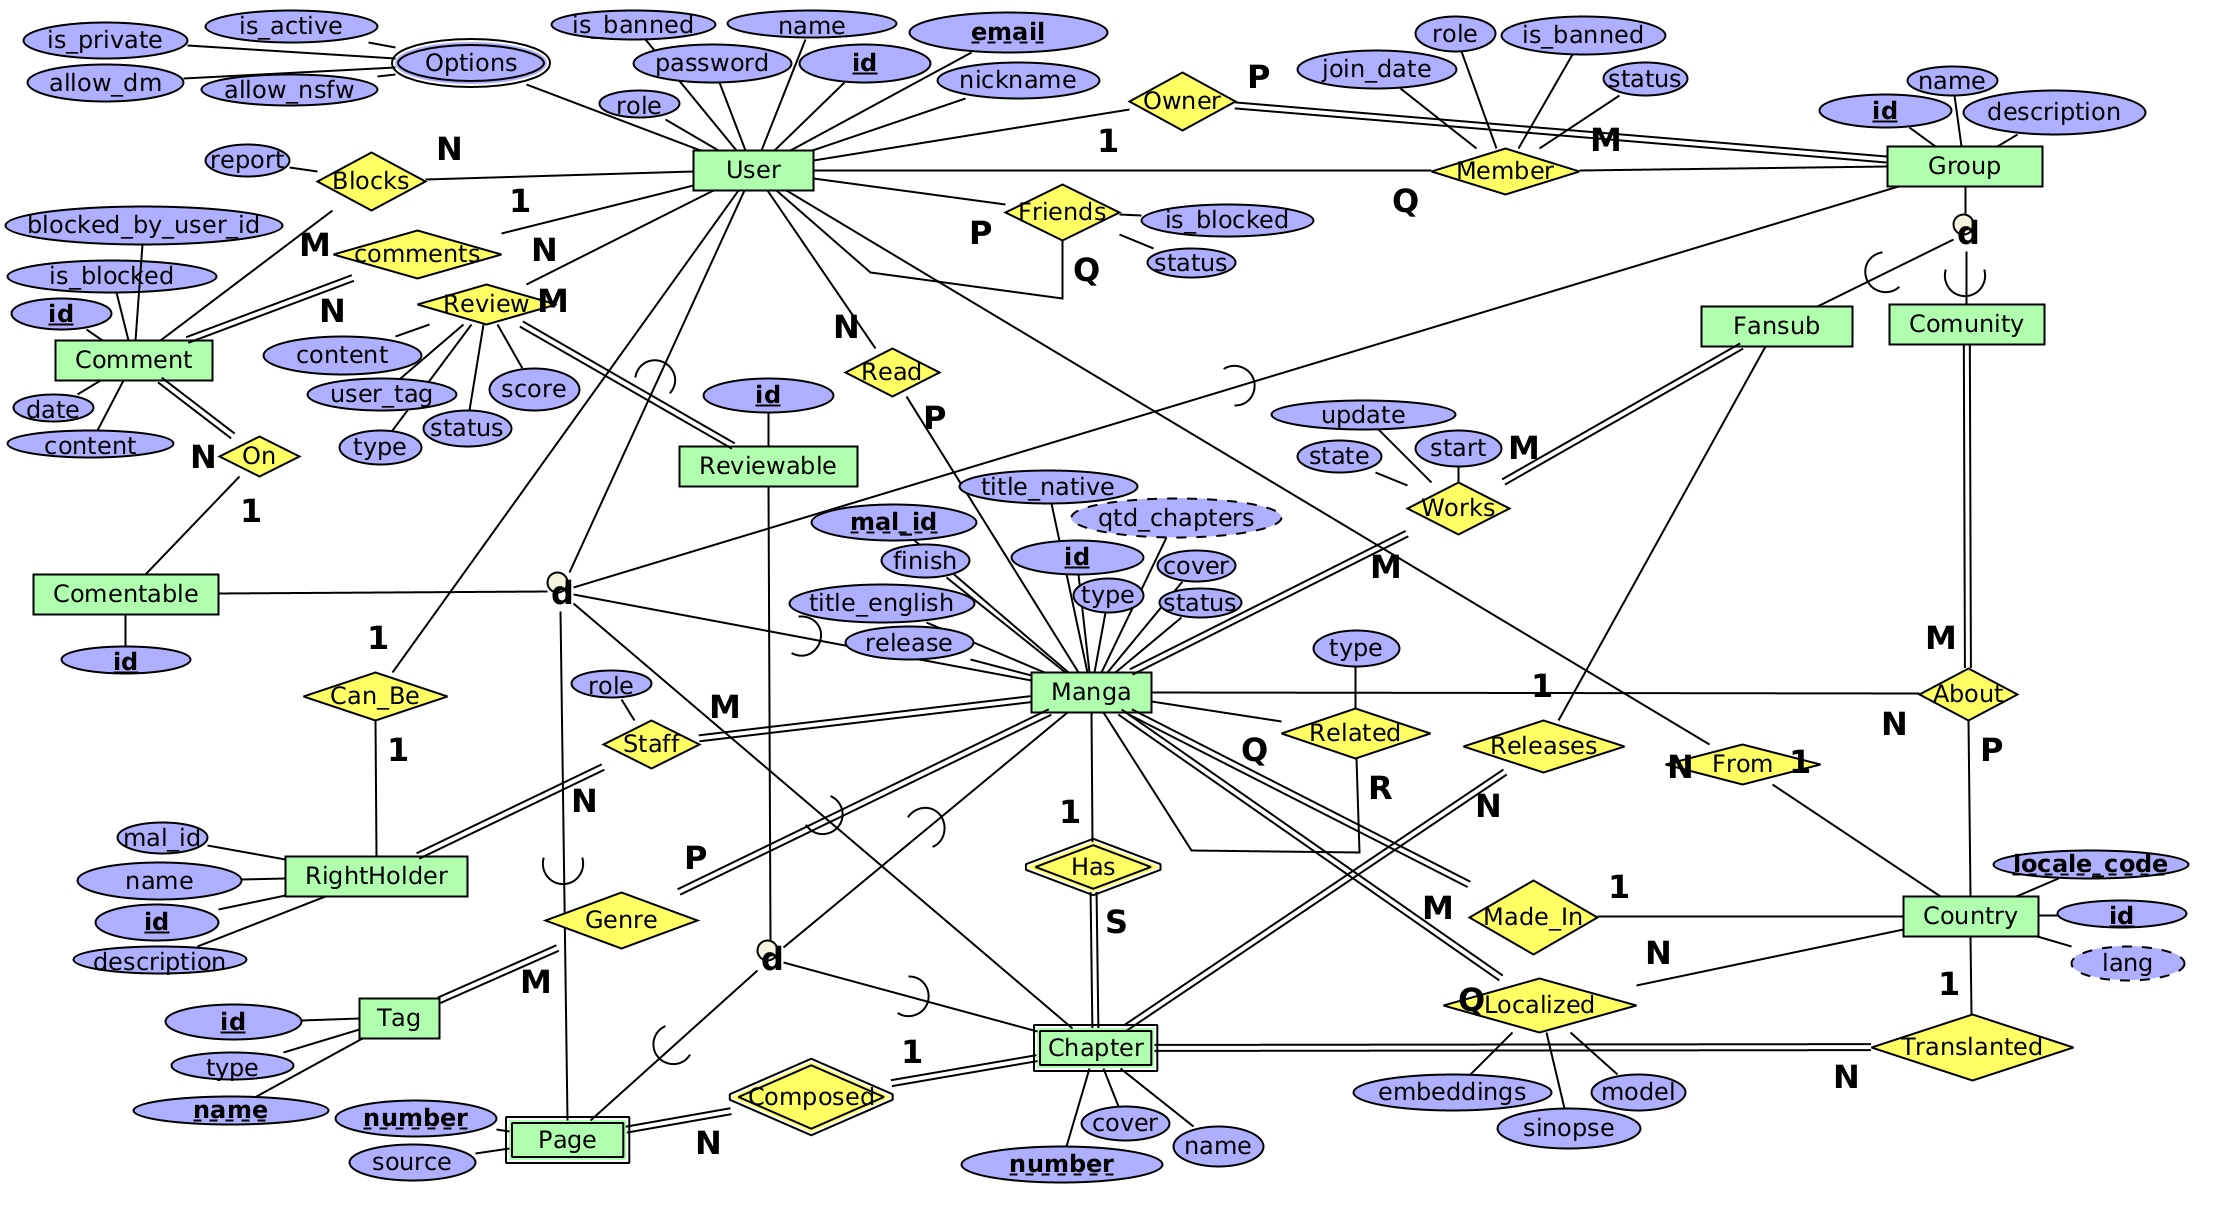 is_private
is_active
allow_dm
allow_nsfw
Options
is_banned
name
email
password
id
nickname
role
User
Owner
P
1
role
is_banned
join_date
status
M
Member
Q
name
id
description
Group
d
report
Blocks
N
1
M
comments
N
N
blocked_by_user_id
is_blocked
id
Comment
date
content
N
On
1
Review
M
content
user_tag
type
status
score
Friends
P
Q
is_blocked
status
N
Read
P
id
Reviewable
Fansub
Comunity
update
state
start
M
Works
M
Comentable
id
d
title_native
mal_id
qtd_chapters
finish
id
cover
title_english
type
status
release
Manga
1
Can_Be
1
role
Staff
M
N
type
Related
Q
R
1
Releases
N
M
About
N
P
N
From
1
mal_id
name
id
description
RightHolder
P
Genre
M
d
1
Has
S
Made_In
1
M
locale_code
id
lang
Country
N
Q
Localized
1
embeddings
sinopse
model
Translanted
N
id
type
name
Tag
number
source
Page
N
Composed
1
Chapter
number
cover
name